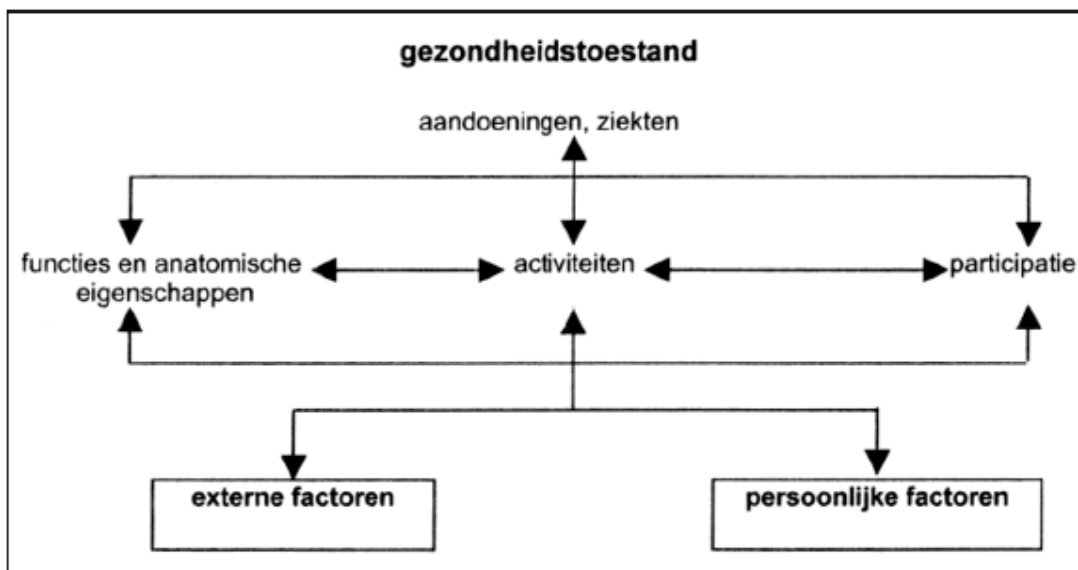 gezondheidstoestand
aandoeningen, ziekten
functies en anatomische
eigenschappen
activiteiten
participatie
externe factoren
persoonlijke factoren